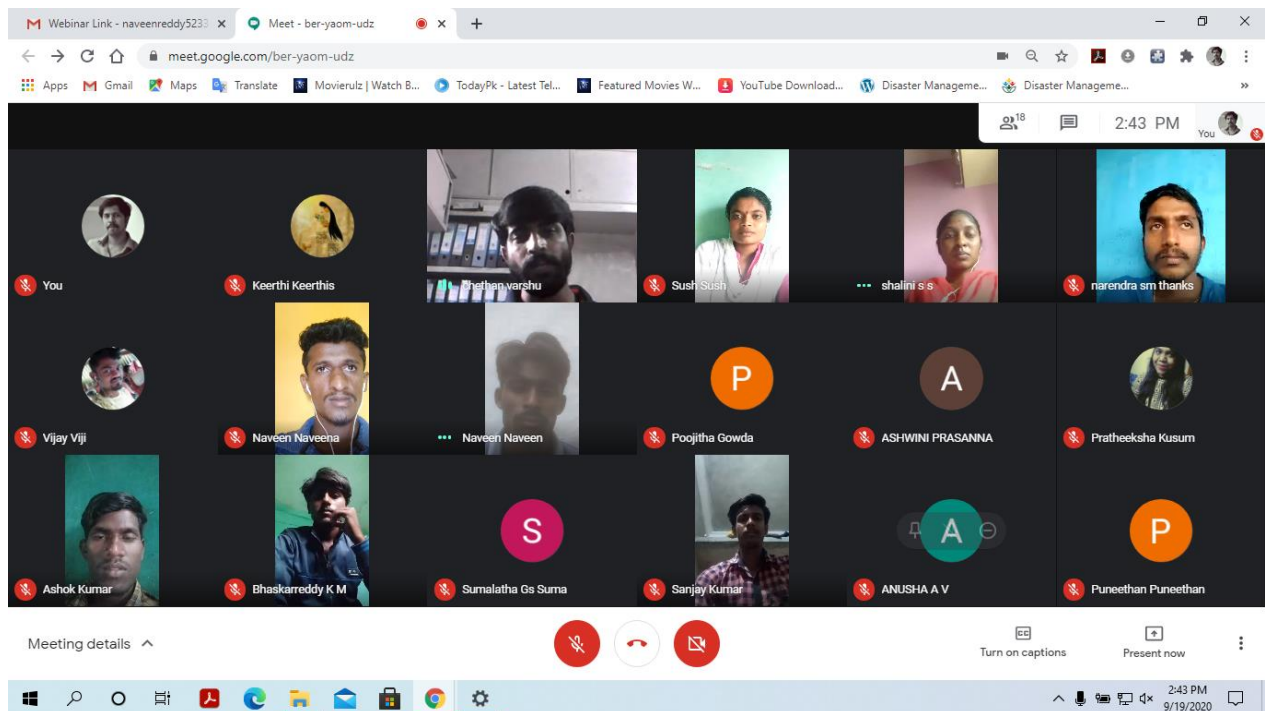 Webinar Link - naveenreddy5233
Meet - ber-yaom-udz
meet.google.com/ber-yaom-udz
Apps Gmail Maps Translate Movierulz | Watch B... TodayPk - Latest Tel... Featured Movies W... YouTube Download... Disaster Manageme... Disaster Manageme... »
18 2:43 PM You
You Keerthi Keerthis chethan varshu Sush Sush shalini s s narendra sm thanks
P A
Vijay Viji Naveen Naveena Naveen Naveen Poojitha Gowda ASHWINI PRASANNA Pratheeksha Kusum
S A P
Ashok Kumar Bhaskarreddy K M Sumalatha Gs Suma Sanjay Kumar ANUSHA A V Puneethan Puneethan
Meeting details
CC
Turn on captions Present now
2:43 PM
9/19/2020